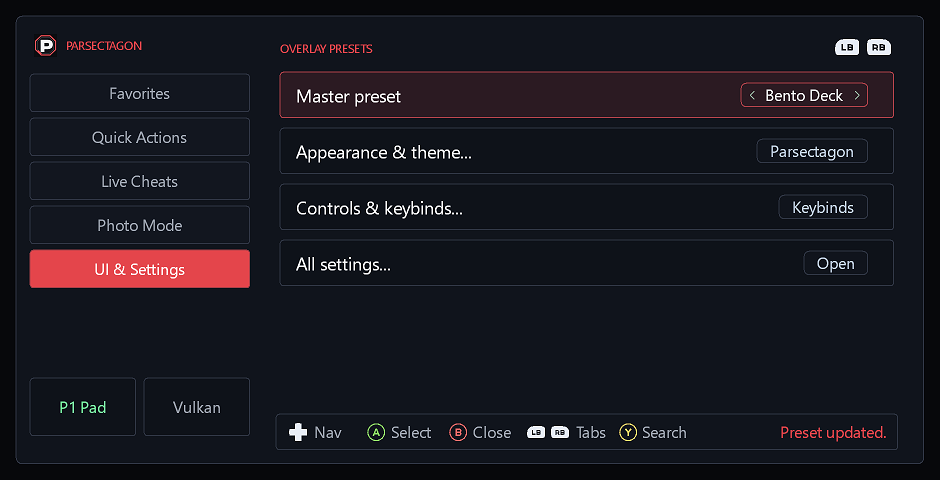 P PARSECTAGON
Favorites
Quick Actions
Live Cheats
Photo Mode
UI & Settings
P1 Pad
Vulkan
OVERLAY PRESETS
LB RB
Master preset
< Bento Deck >
Appearance & theme...
Parsectagon
Controls & keybinds...
Keybinds
All settings...
Open
Nav A Select B Close LB RB Tabs Y Search Preset updated.